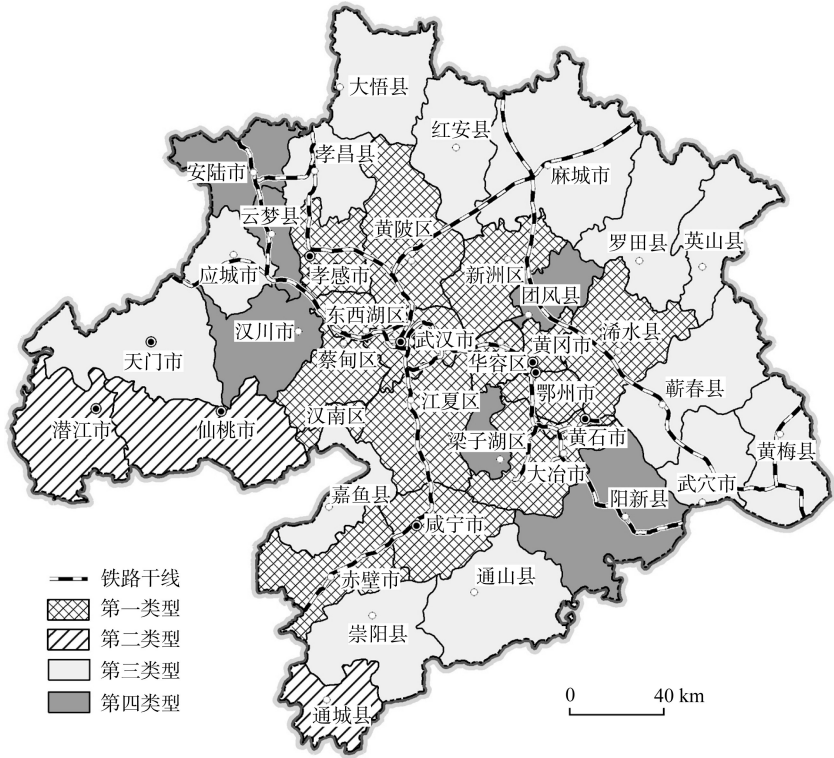 大悟县
红安县
孝昌县
麻城市
安陆市
云梦县
黄陂区
罗田县
英山县
应城市
孝感市
新洲区
团风县
东西湖区
汉川市
武汉市
黄冈市
浠水县
天门市
蔡甸区
华容区
鄂州市
蕲春县
潜江市
仙桃市
汉南区
江夏区
梁子湖区
黄石市
黄梅县
大冶市
武穴市
嘉鱼县
阳新县
咸宁市
赤壁市
通山县
崇阳县
通城县
铁路干线
第一类型
第二类型
第三类型
第四类型
0 40 km